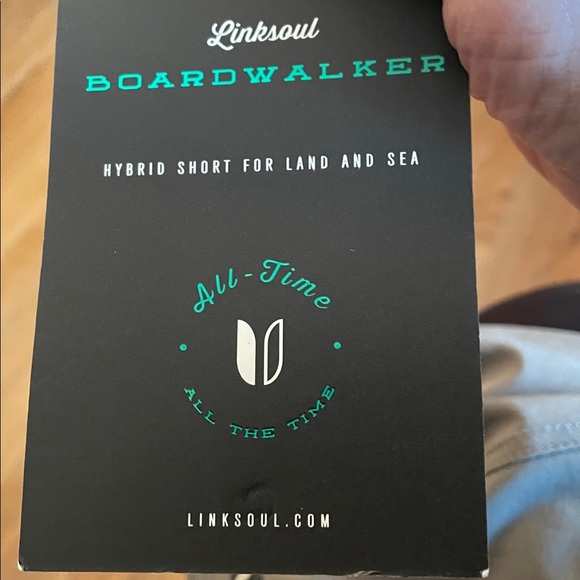 Linksoul
BOARDWALKER
HYBRID SHORT FOR LAND AND SEA
All-Time
ALL THE TIME
LINKSOUL.COM